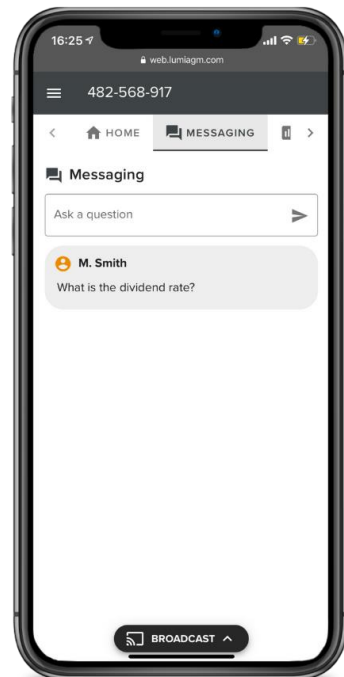 16:25
web.lumiagm.com
482-568-917
HOME
MESSAGING
Messaging
Ask a question
M. Smith
What is the dividend rate?
BROADCAST